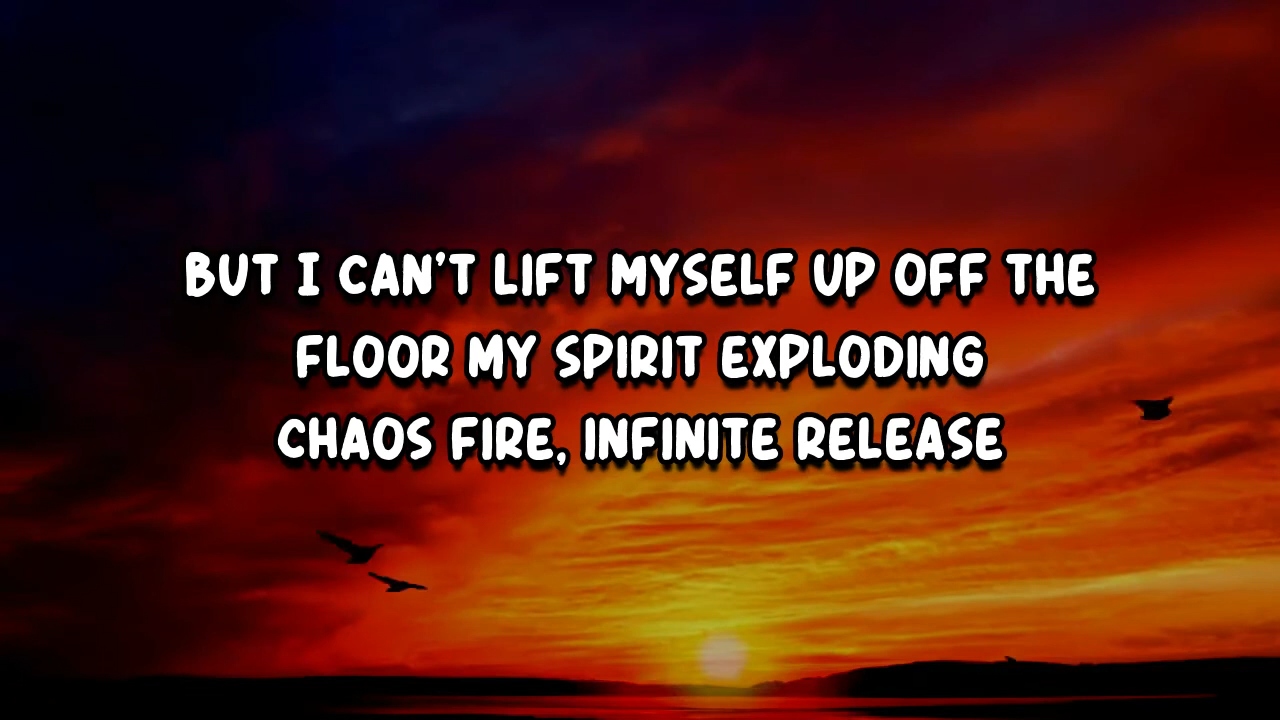 BUT I CAN'T LIFT MYSELF UP OFF THE
FLOOR MY SPIRIT EXPLODING
CHAOS FIRE, INFINITE RELEASE